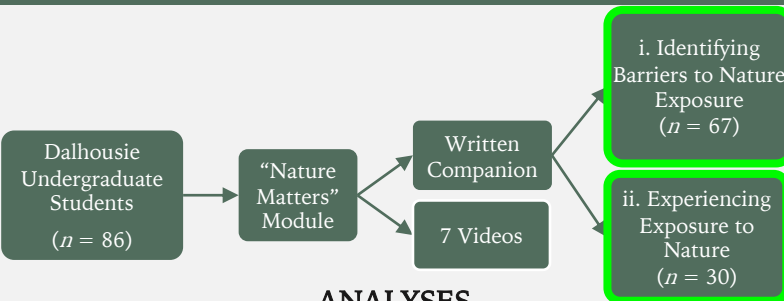 Dalhousie
Undergraduate
Students
(n = 86)
“Nature
Matters”
Module
Written
Companion
7 Videos
i. Identifying
Barriers to Nature
Exposure
(n = 67)
ii. Experiencing
Exposure to
Nature
(n = 30)
ANALYSES